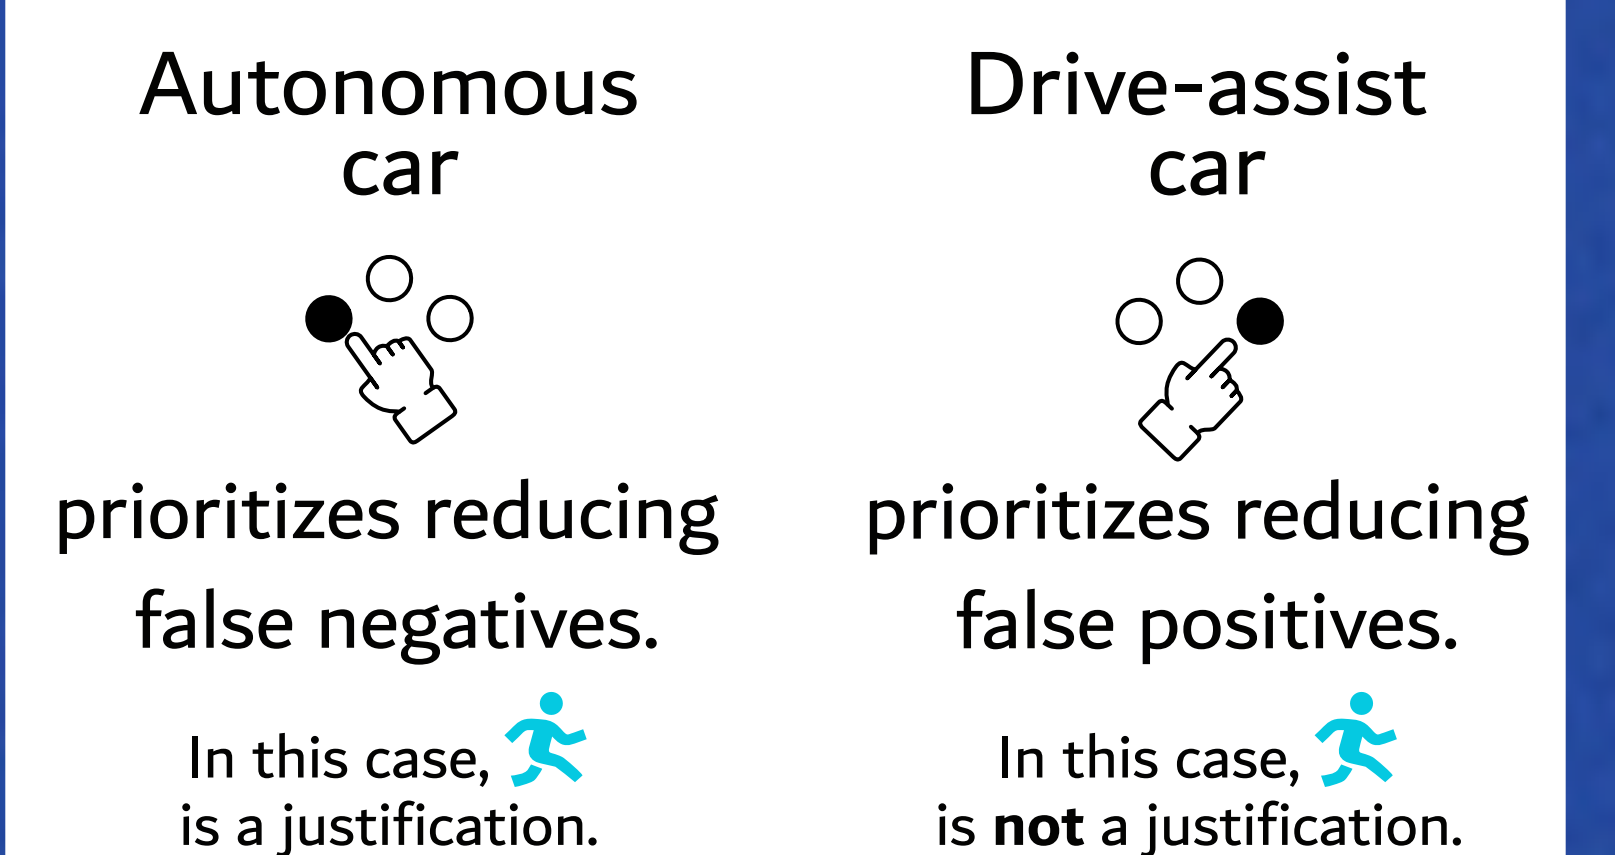 Autonomous
car
prioritizes reducing
false negatives.
In this case,
is a justification.
Drive-assist
car
prioritizes reducing
false positives.
In this case,
is not a justification.